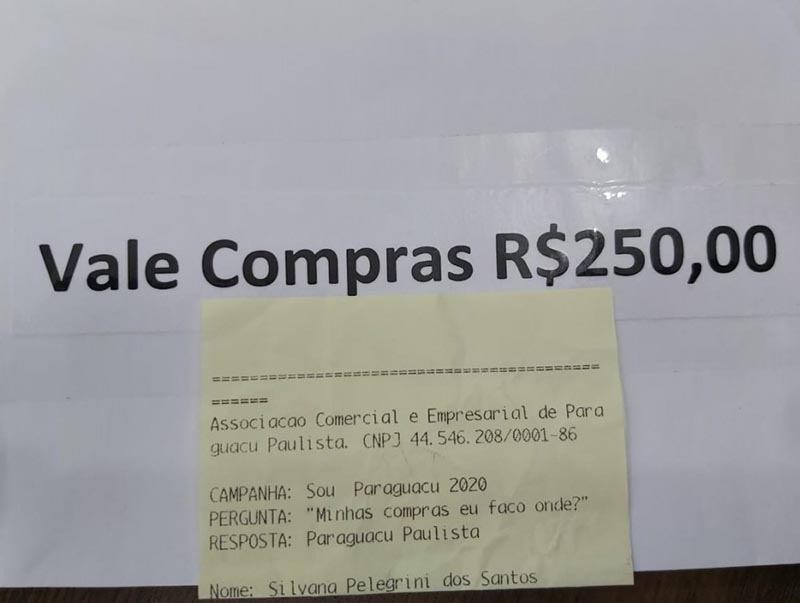 Vale Compras R$250,00
=======================================
======
Associacao Comercial e Empresarial de Para
guacu Paulista. CNPJ 44.546.208/0001-86
CAMPANHA: Sou Paraguacu 2020
PERGUNTA: "Minhas compras eu faco onde?"
RESPOSTA: Paraguacu Paulista
Nome: Silvana Pelegrini dos Santos